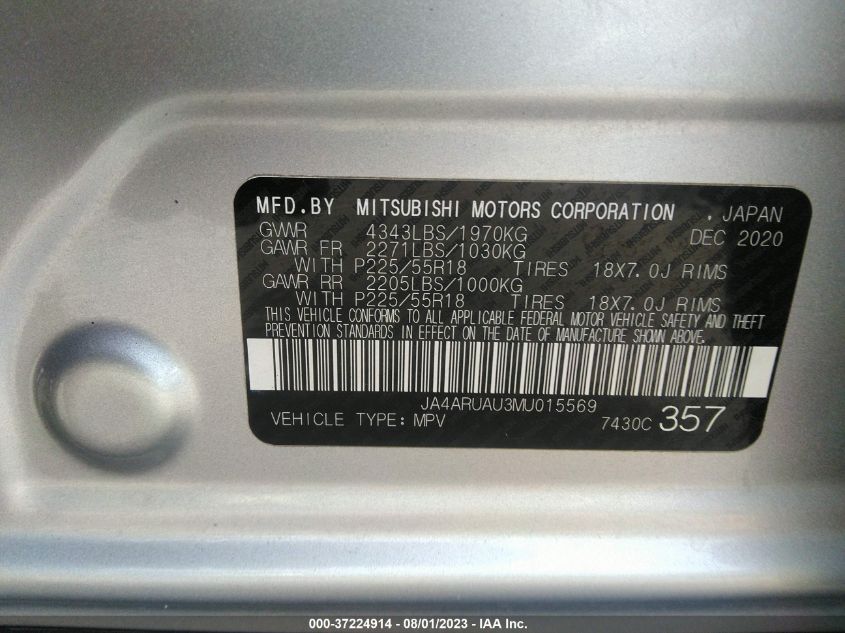 MFD.BY MITSUBISHI MOTORS CORPORATION . JAPAN
GVWR 4343LBS/1970KG DEC 2020
GAWR FR 2271LBS/1030KG
WITH P225/55R18 TIRES 18X7.0J RIMS
GAWR RR 2205LBS/1000KG
WITH P225/55R18 TIRES 18X7.0J RIMS
THIS VEHICLE CONFORMS TO ALL APPLICABLE FEDERAL MOTOR VEHICLE SAFETY AND THEFT
PREVENTION STANDARDS IN EFFECT ON THE DATE OF MANUFACTURE SHOWN ABOVE.
JA4ARUAU3MU015569
VEHICLE TYPE: MPV 7430C 357
000-37224914 - 08/01/2023 - IAA Inc.